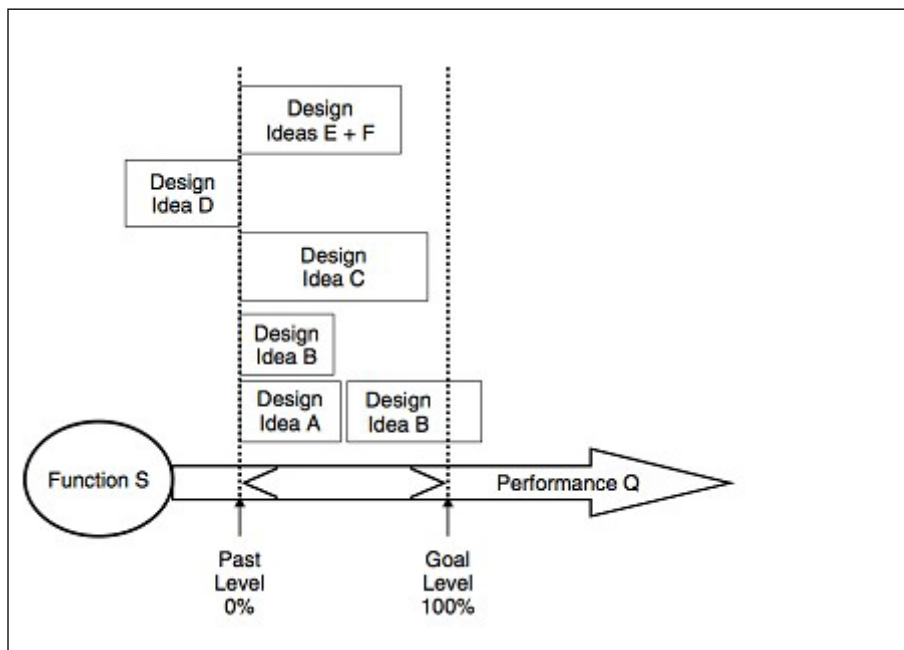 Design
Ideas E + F
Design
Idea D
Design
Idea C
Design
Idea B
Design
Idea A
Design
Idea B
Function S
Performance Q
Past
Level
0%
Goal
Level
100%